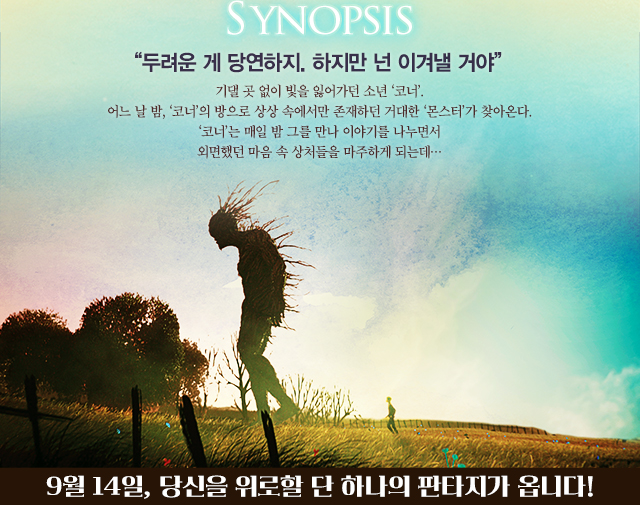 SYNOPSIS
“두려운 게 당연하지. 하지만 넌 이겨낼 거야”
기댈 곳 없이 빛을 잃어가던 소년 ‘코너’.
어느 날 밤, ‘코너’의 방으로 상상 속에서만 존재하던 거대한 ‘몬스터’가 찾아온다.
‘코너’는 매일 밤 그를 만나 이야기를 나누면서
외면했던 마음 속 상처들을 마주하게 되는데…
9월 14일, 당신을 위로할 단 하나의 판타지가 옵니다!